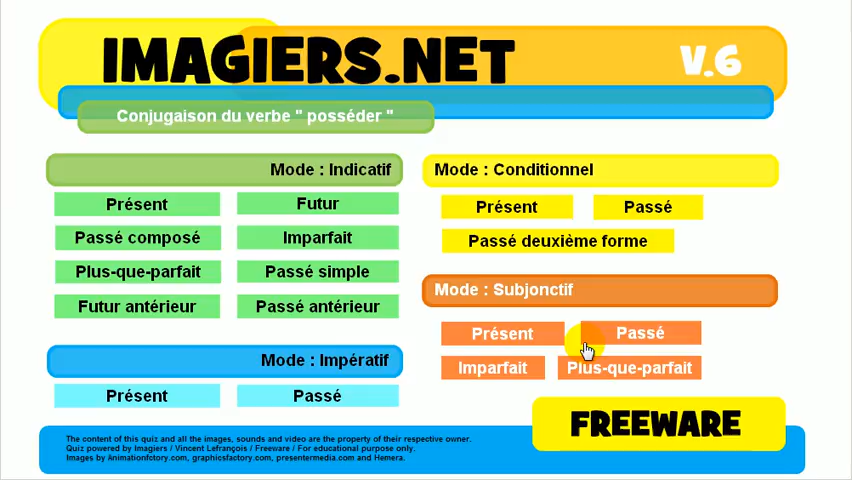 IMAGIERS.NET
V.6
Conjugaison du verbe " posséder "
Mode : Indicatif
Présent
Futur
Passé composé
Imparfait
Plus-que-parfait
Passé simple
Futur antérieur
Passé antérieur
Mode : Impératif
Présent
Passé
Mode : Conditionnel
Présent
Passé
Passé deuxième forme
Mode : Subjonctif
Présent
Passé
Imparfait
Plus-que-parfait
FREEWARE
The content of this quiz and all the images, sounds and video are the property of their respective owner.
Quiz powered by Imagiers / Vincent Lefrançois / Freeware / For educational purpose only.
Images by Animationfctory.com, graphicsfactory.com, presentermedia.com and Hemera.